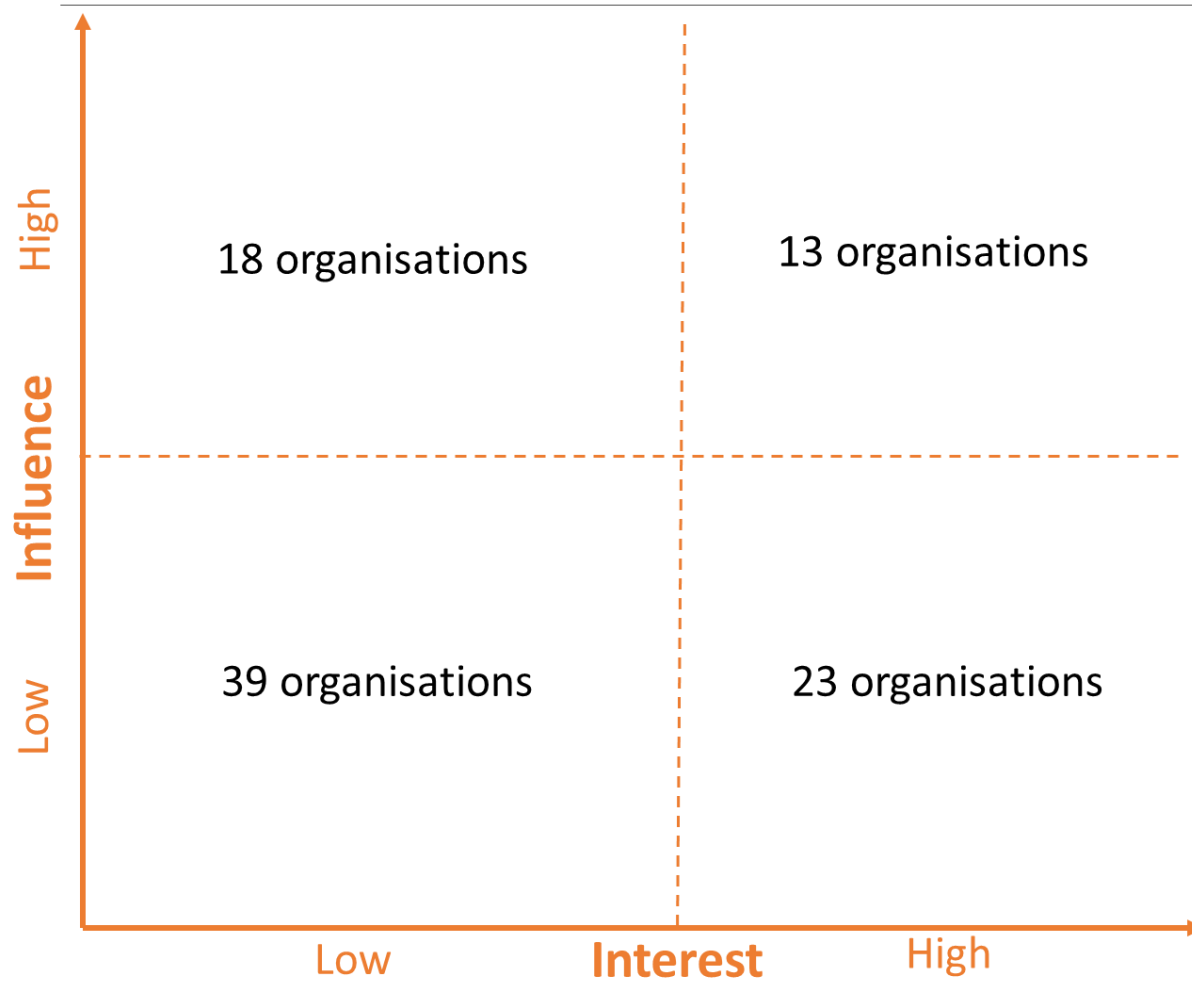 High
18 organisations
13 organisations
Influence
Low
39 organisations
23 organisations
Low
Interest
High